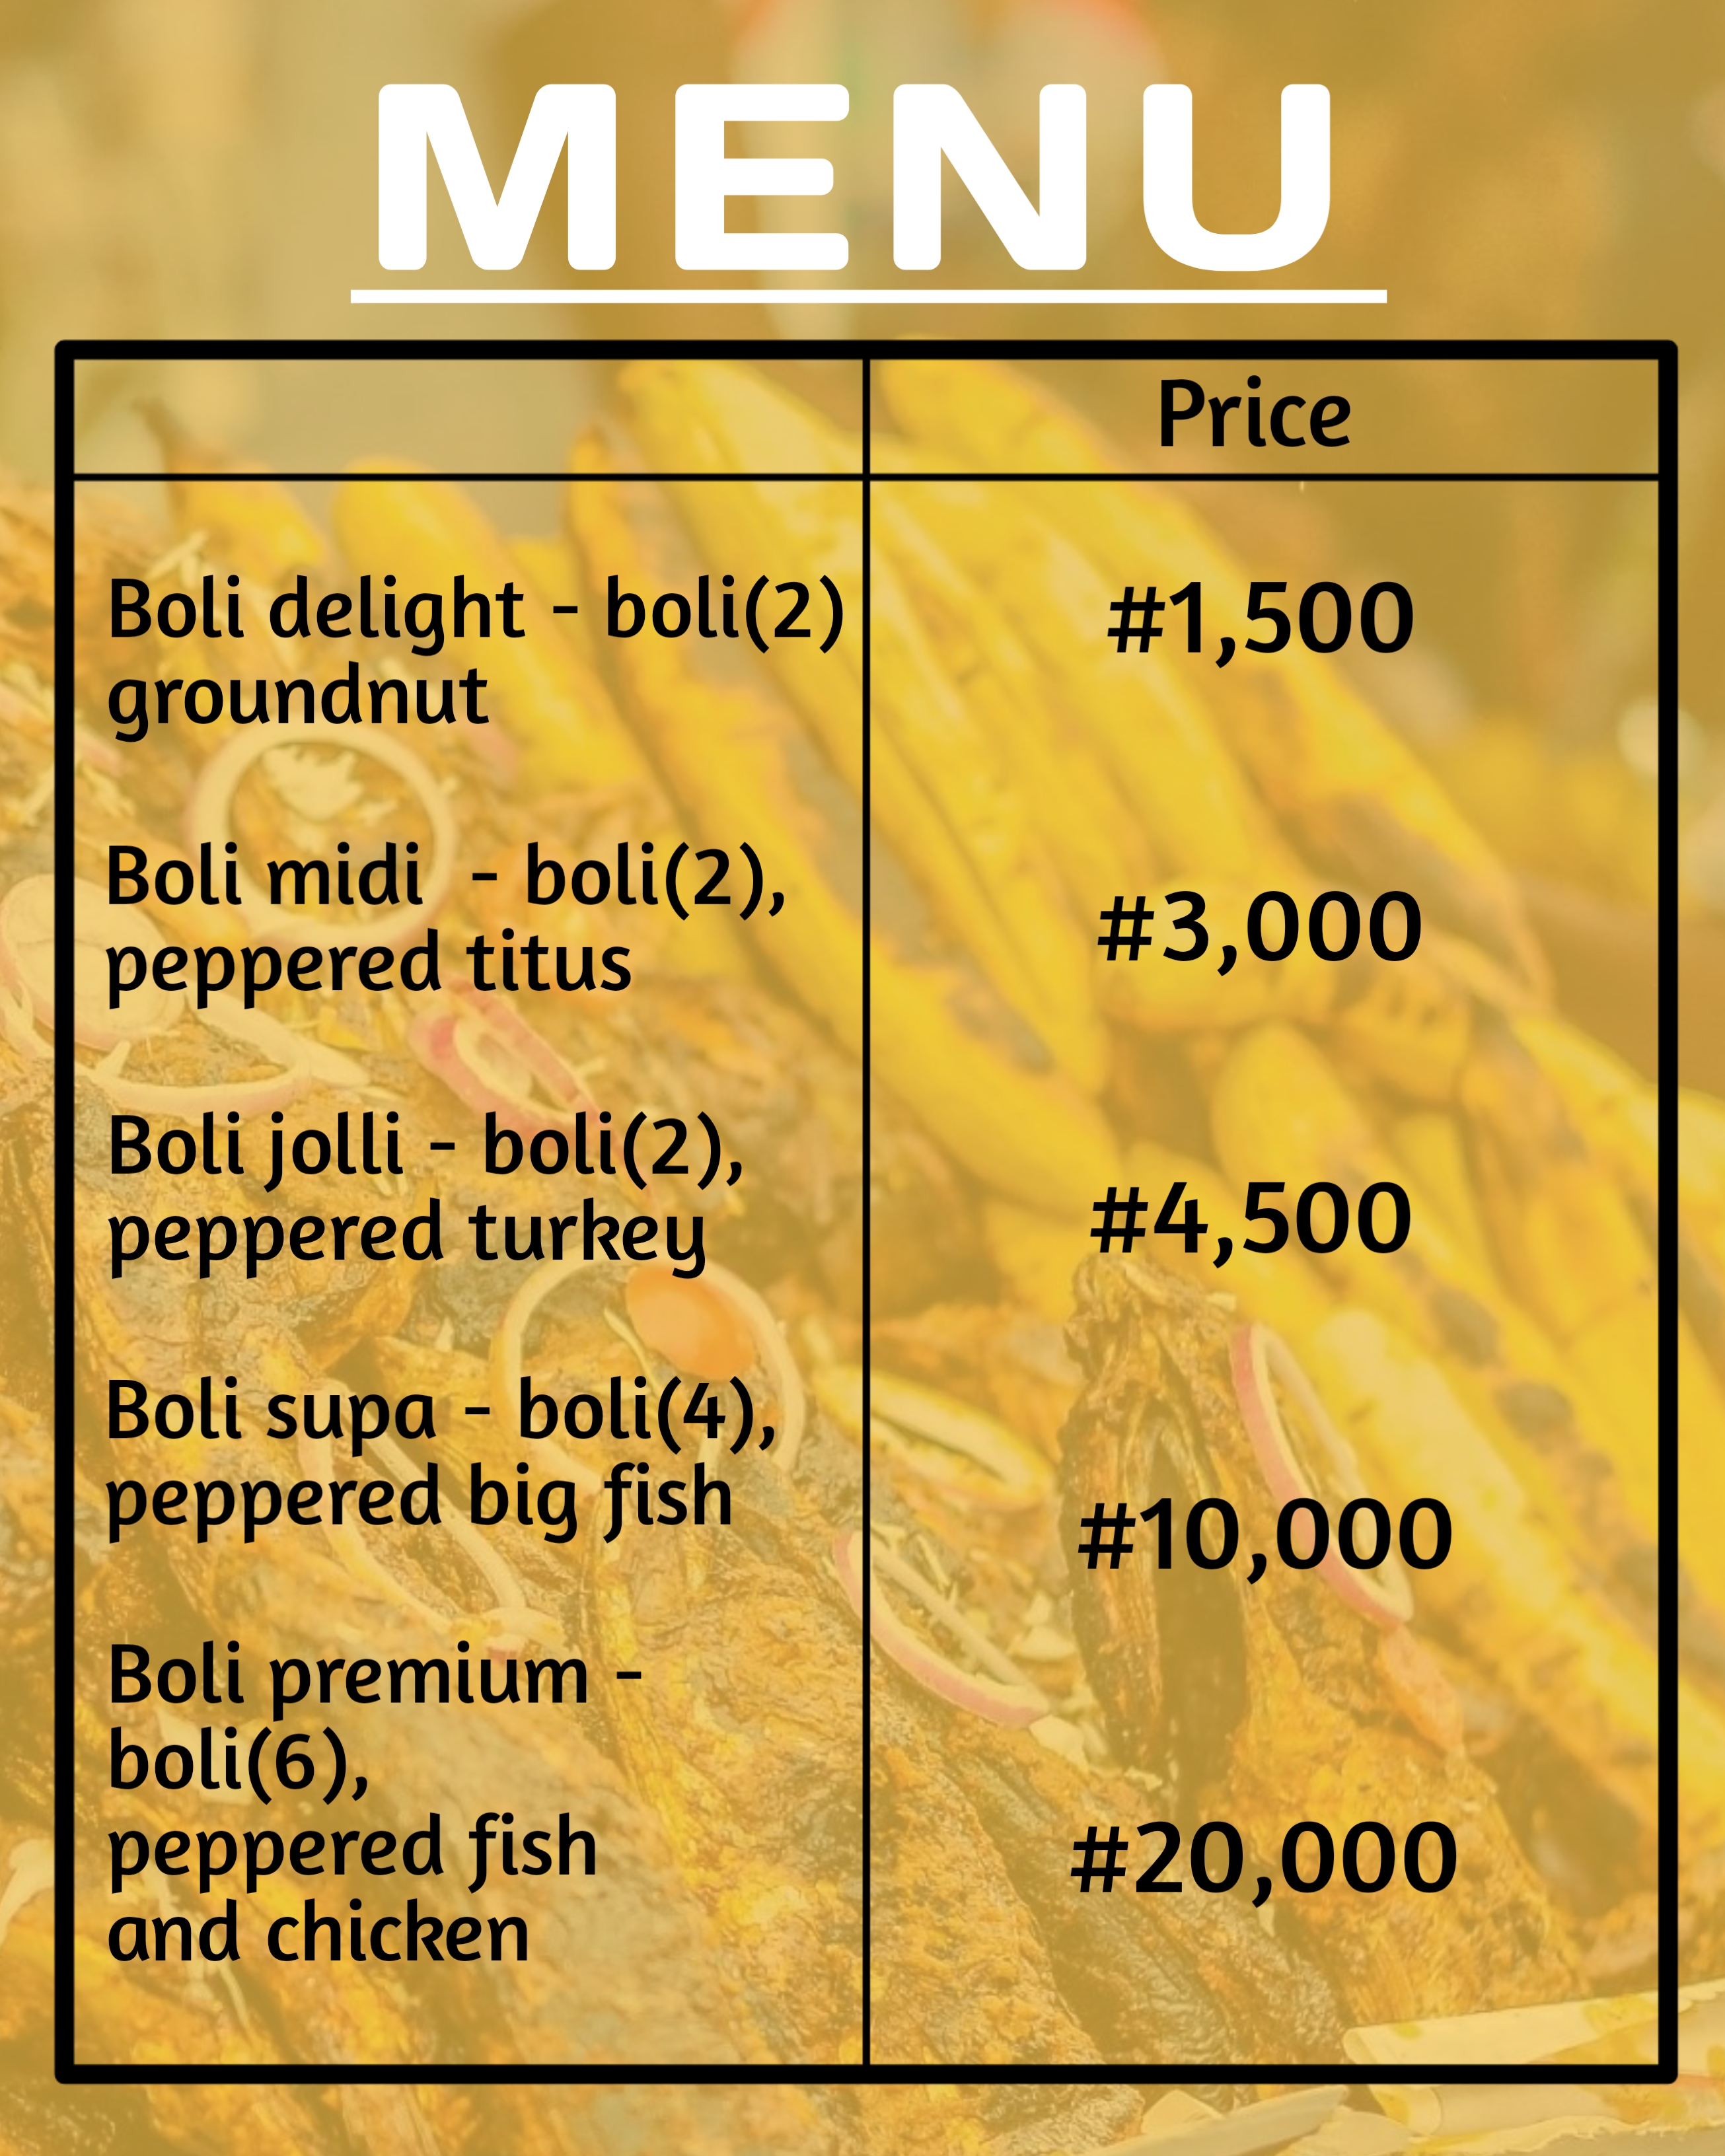 MENU
Price
Boli delight - boli(2)
groundnut
#1,500
Boli midi - boli(2),
peppered titus
#3,000
Boli jolli - boli(2),
peppered turkey
#4,500
Boli supa - boli(4),
peppered big fish
#10,000
Boli premium -
boli(6),
peppered fish
and chicken
#20,000